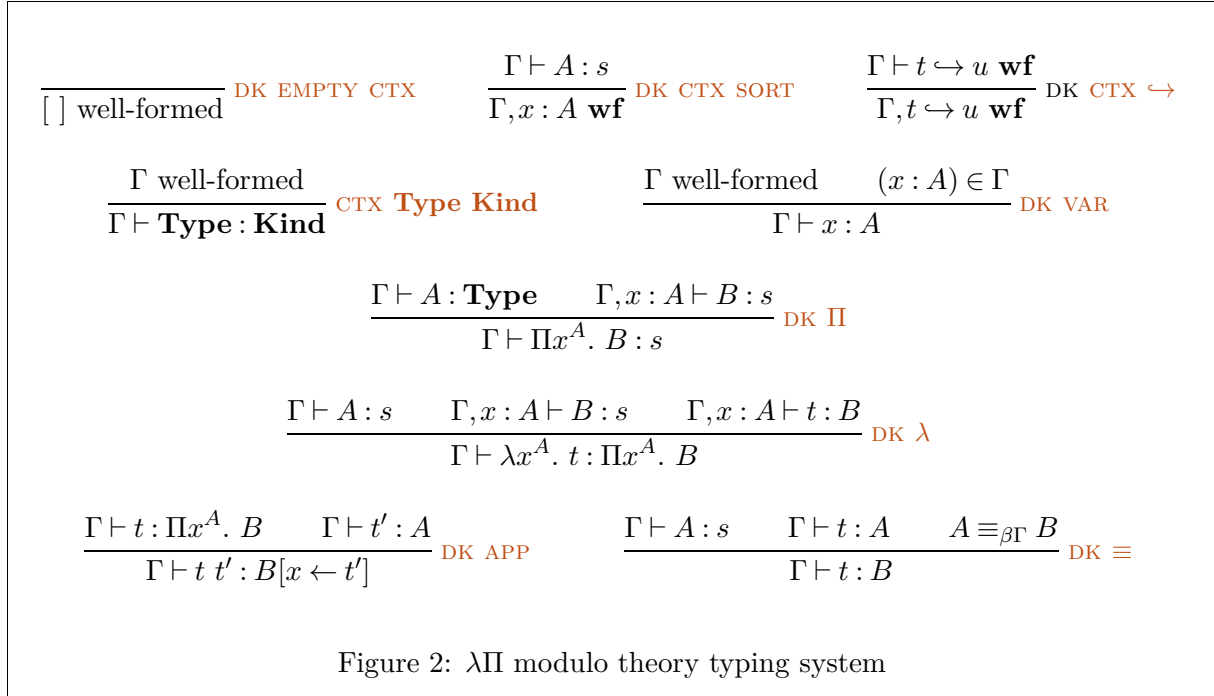 Γ ⊢ A : s Γ ⊢ t ↪ u wf
[ ] well-formed DK EMPTY CTX Γ, x : A wf DK CTX SORT Γ, t ↪ u wf DK CTX ↪
Γ well-formed Γ well-formed (x : A) ∈ Γ
Γ ⊢ Type : Kind CTX Type Kind Γ ⊢ x : A DK VAR
Γ ⊢ A : Type Γ, x : A ⊢ B : s
Γ ⊢ Πx^A. B : s DK Π
Γ ⊢ A : s Γ, x : A ⊢ B : s Γ, x : A ⊢ t : B
Γ ⊢ λx^A. t : Πx^A. B DK λ
Γ ⊢ t : Πx^A. B Γ ⊢ t′ : A Γ ⊢ A : s Γ ⊢ t : A A ≡_{βΓ} B
Γ ⊢ t t′ : B[x ← t′] DK APP Γ ⊢ t : B DK ≡
Figure 2: λΠ modulo theory typing system